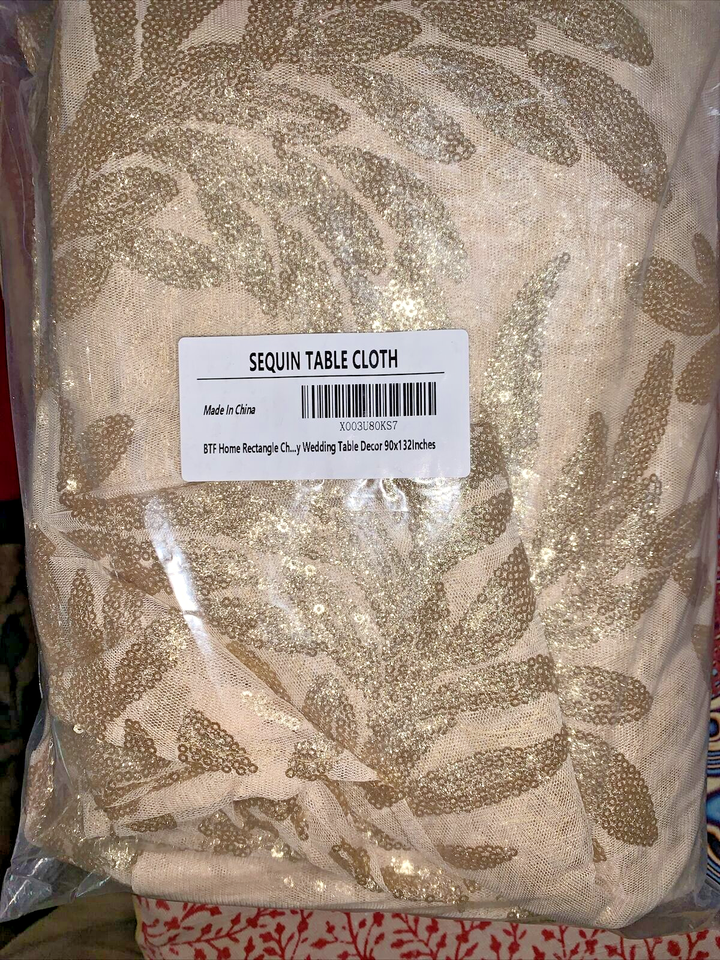 SEQUIN TABLE CLOTH
Made In China
X003U80KS7
BTF Home Rectangle Ch...y Wedding Table Decor 90x132Inches